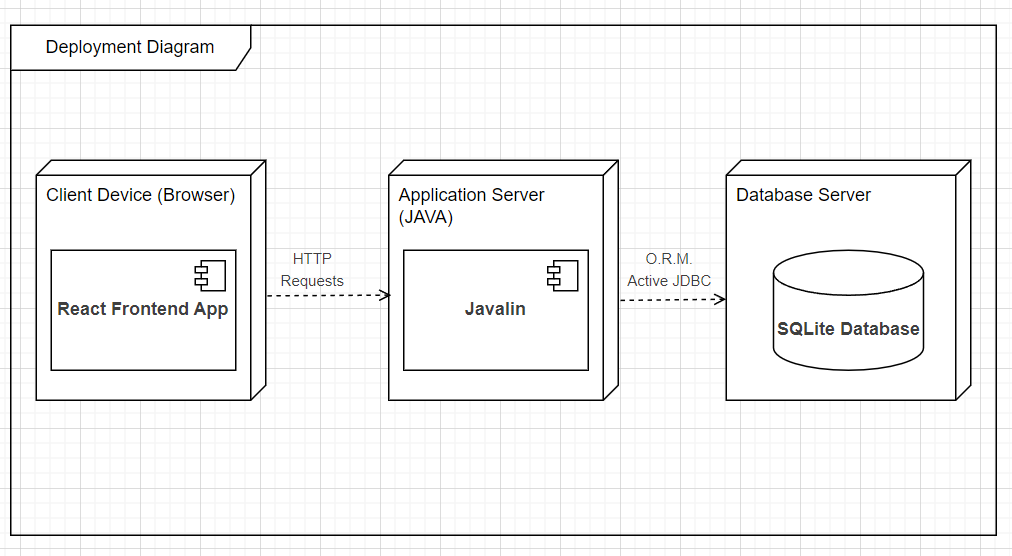 Deployment Diagram
Client Device (Browser)
React Frontend App
HTTP
Requests
Application Server
(JAVA)
Javalin
O.R.M.
Active JDBC
Database Server
SQLite Database